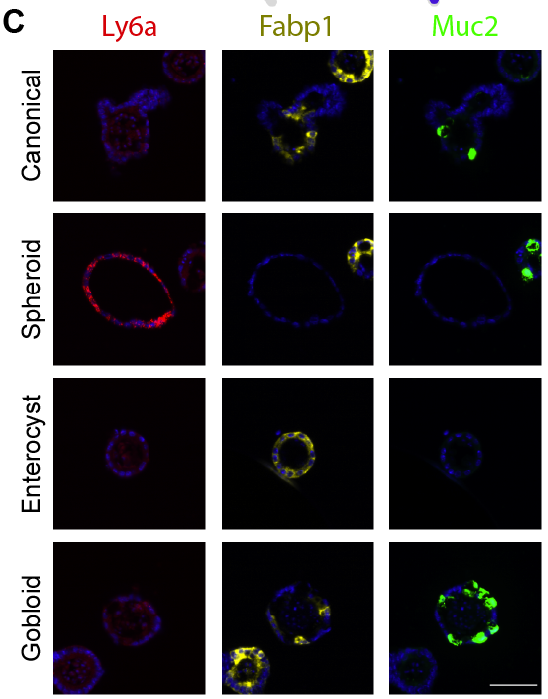 C
Ly6a Fabp1 Muc2
Canonical
Spheroid
Enterocyst
Gobloid